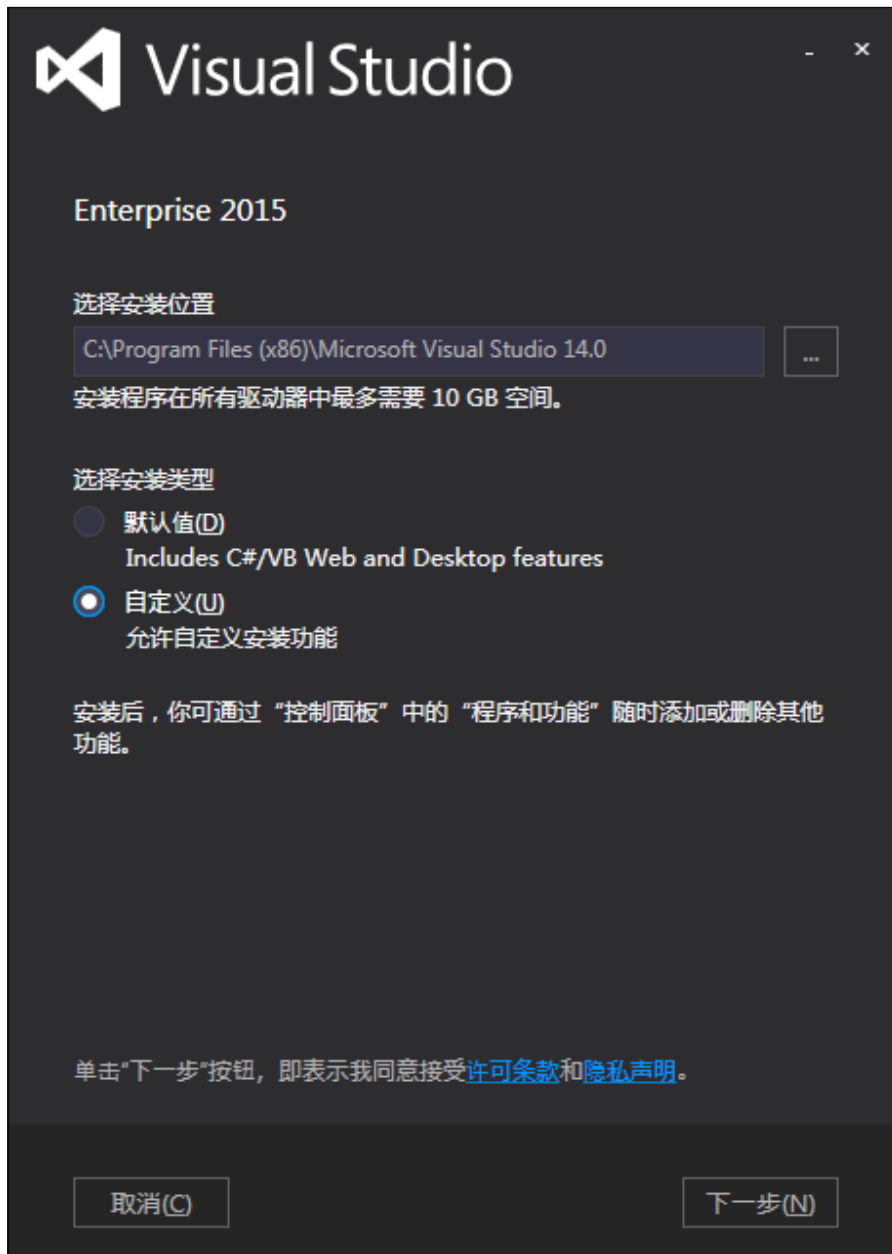 Visual Studio
Enterprise 2015
选择安装位置
C:\Program Files (x86)\Microsoft Visual Studio 14.0
...
安装程序在所有驱动器中最多需要 10 GB 空间。
选择安装类型
默认值(D)
Includes C#/VB Web and Desktop features
自定义(U)
允许自定义安装功能
安装后，你可通过“控制面板”中的“程序和功能”随时添加或删除其他
功能。
单击"下一步"按钮，即表示我同意接受许可条款和隐私声明。
取消(C)
下一步(N)